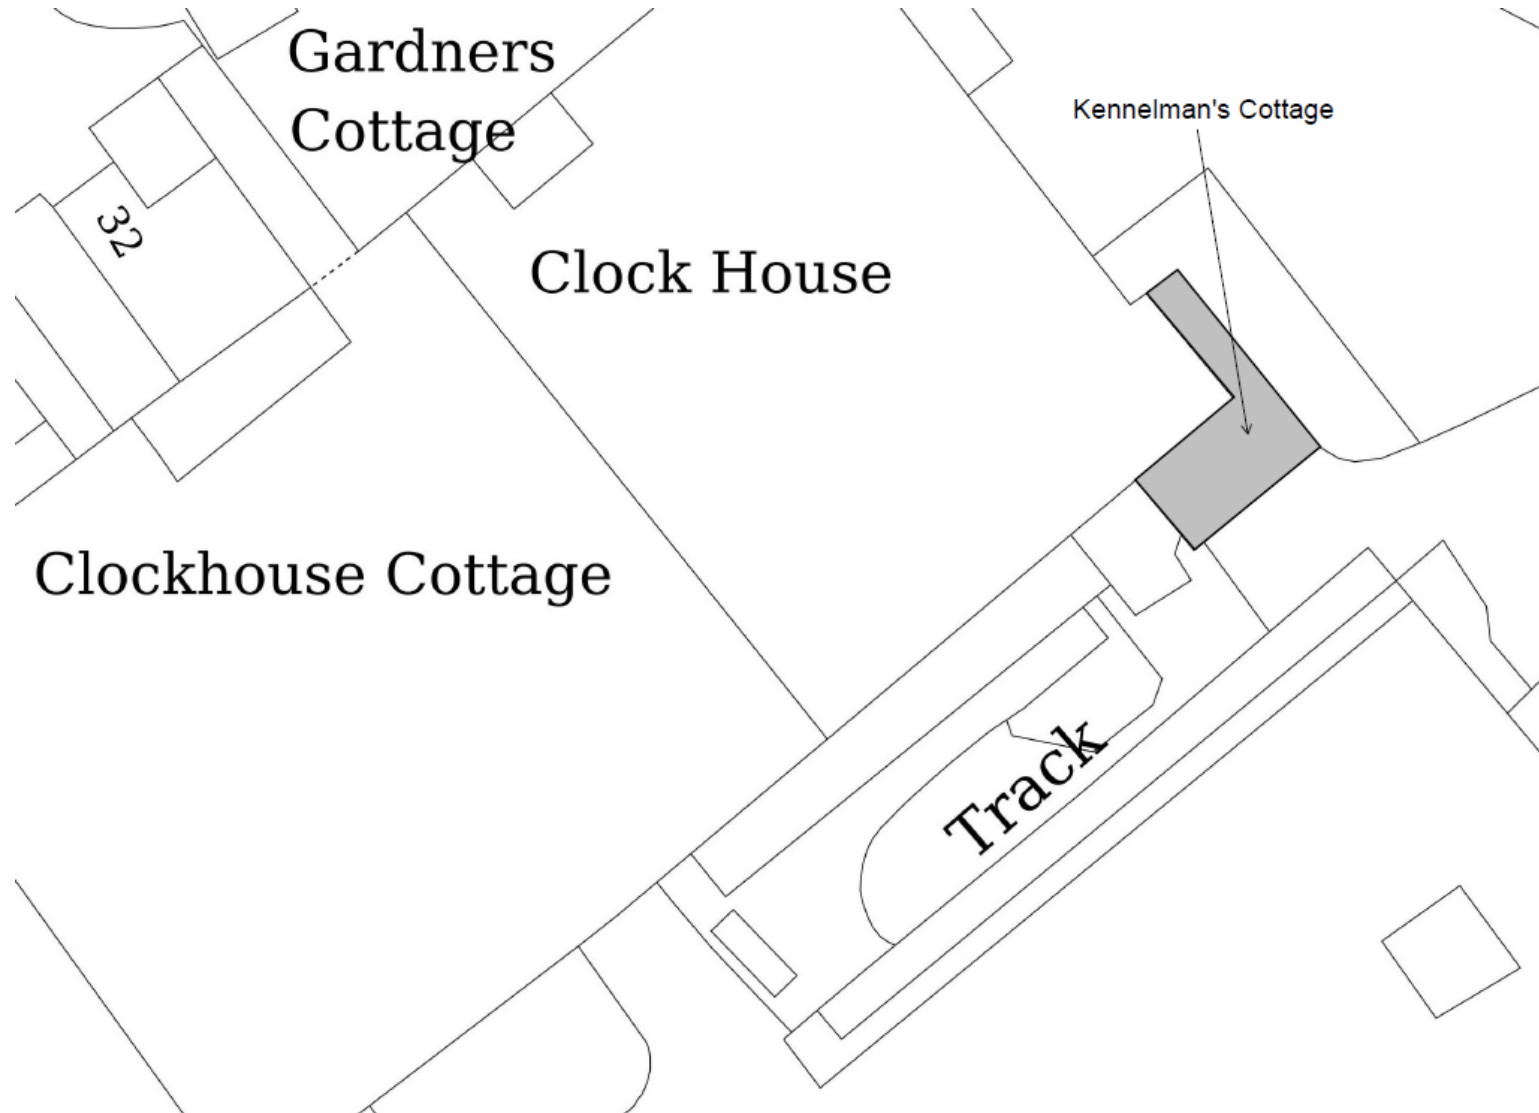 Gardners
Cottage
Kennelman's Cottage
32
Clock House
Clockhouse Cottage
Track